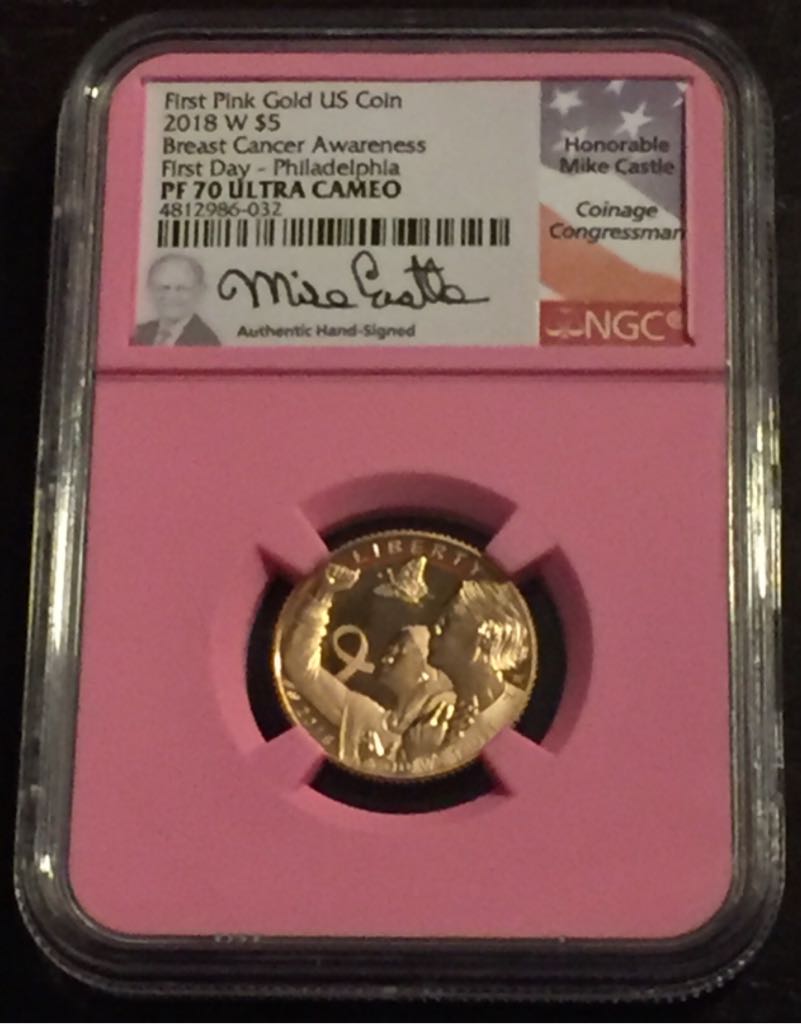 First Pink Gold US Coin
2018 W $5
Breast Cancer Awareness
First Day - Philadelphia
PF 70 ULTRA CAMEO
4812986-032
Mike Castle
Authentic Hand-Signed
Honorable
Mike Castle
Coinage
Congressman
NGC
LIBERTY